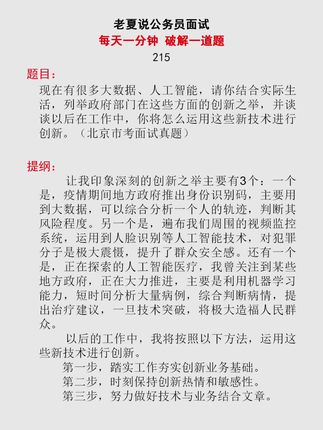 老夏说公务员面试
每天一分钟 破解一道题
215
题目：
现在有很多大数据、人工智能，请你结合实际生
活，列举政府部门在这些方面的创新之举，并谈
谈以后在工作中，你将怎么运用这些新技术进行创
新。（北京市考面试真题）
提纲：
让我印象深刻的创新之举主要有3个：一个
是，疫情期间地方政府推出身份识别码，主要用
到大数据，可以综合分析一个人的轨迹，判断其
风险程度。另一个是，遍布我们周围的视频监控
系统，运用到人脸识别等人工智能技术，对犯罪
分子是极大震慑，提升了群众安全感。还有一个
是，正在探索的人工智能医疗，我曾关注到某些
地方政府，正在大力推进，主要是利用机器学习
能力，短时间分析大量病例，综合判断病情，提
出治疗建议，一旦技术突破，将极大造福人民群
众。
以后的工作中，我将按照以下方法，运用这
些新技术进行创新。
第一步，踏实工作夯实创新业务基础。
第二步，时刻保持创新热情和敏感性。
第三步，努力做好技术与业务结合文章。